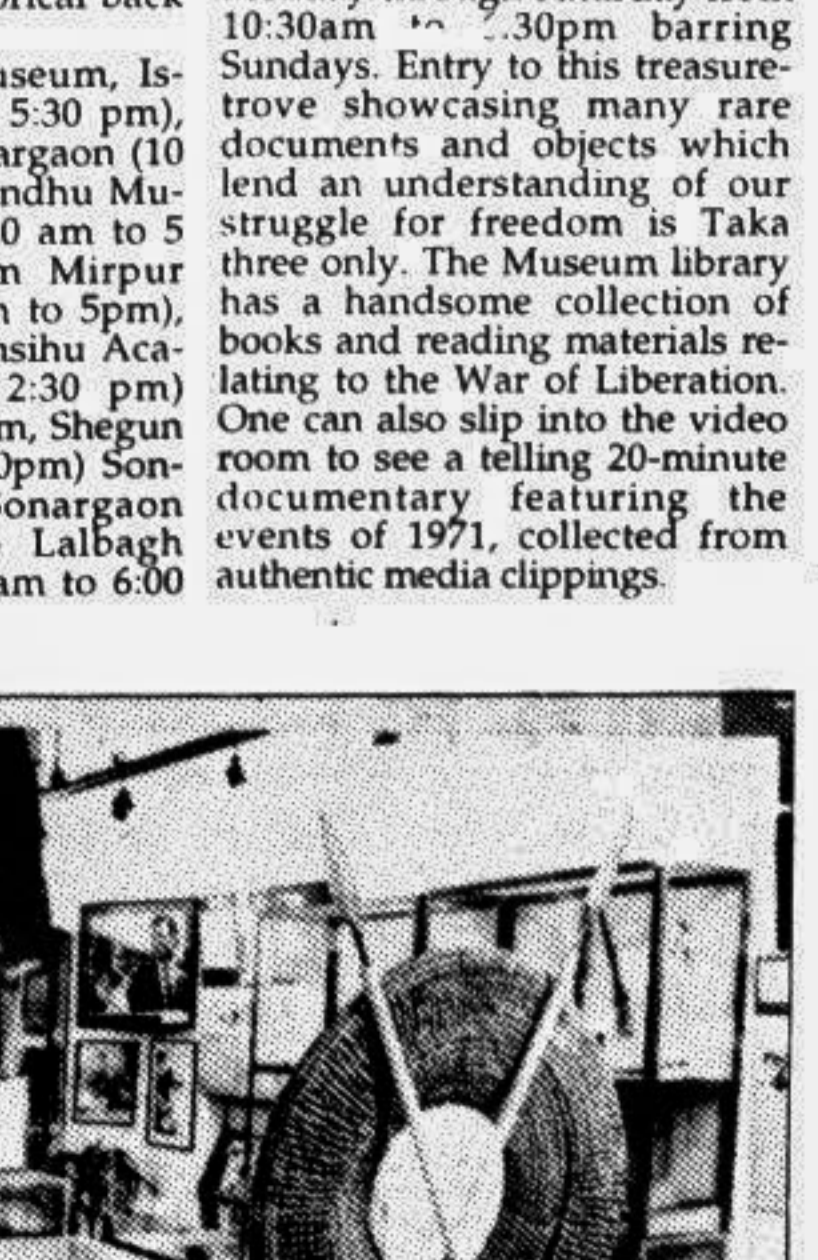 useum, Is-
5:30 pm),
argaon (10
ndhu Mu-
0 am to 5
m Mirpur
to 5pm),
nsihu Aca-
2:30 pm)
m, Shegun
0pm) Son-
onargaon
Lalbagh
am to 6:00
10:30am to .30pm barring
Sundays. Entry to this treasure-
trove showcasing many rare
documents and objects which
lend an understanding of our
struggle for freedom is Taka
three only. The Museum library
has a handsome collection of
books and reading materials re-
lating to the War of Liberation.
One can also slip into the video
room to see a telling 20-minute
documentary featuring the
events of 1971, collected from
authentic media clippings.